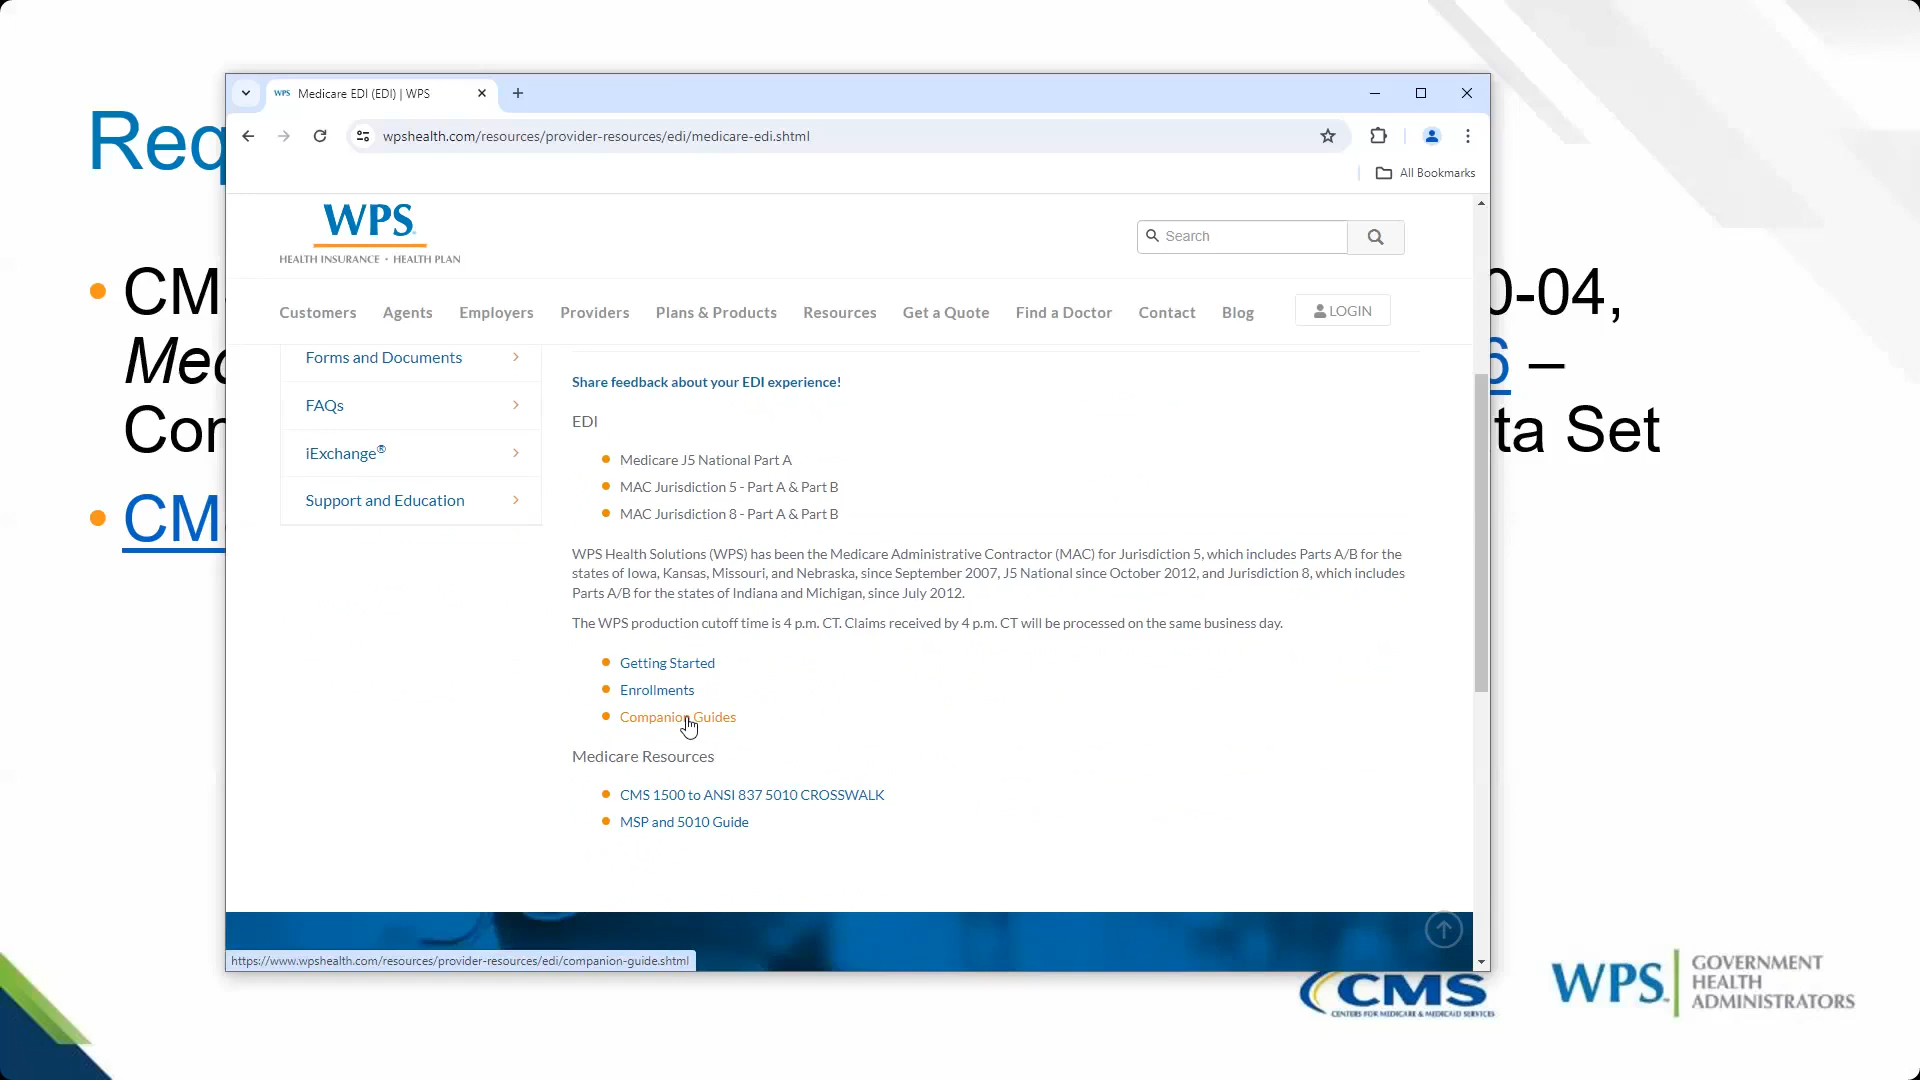 Req
• CM
0-04,
Med
6 –
Con
ta Set
• CM
WPS Medicare EDI (EDI) | WPS
wpshealth.com/resources/provider-resources/edi/medicare-edi.shtml
All Bookmarks
WPS
HEALTH INSURANCE • HEALTH PLAN
Search
Customers Agents Employers Providers Plans & Products Resources Get a Quote Find a Doctor Contact Blog LOGIN
Forms and Documents
FAQs
iExchange®
Support and Education
Share feedback about your EDI experience!
EDI
• Medicare J5 National Part A
• MAC Jurisdiction 5 - Part A & Part B
• MAC Jurisdiction 8 - Part A & Part B
WPS Health Solutions (WPS) has been the Medicare Administrative Contractor (MAC) for Jurisdiction 5, which includes Parts A/B for the
states of Iowa, Kansas, Missouri, and Nebraska, since September 2007, J5 National since October 2012, and Jurisdiction 8, which includes
Parts A/B for the states of Indiana and Michigan, since July 2012.
The WPS production cutoff time is 4 p.m. CT. Claims received by 4 p.m. CT will be processed on the same business day.
• Getting Started
• Enrollments
• Companion Guides
Medicare Resources
• CMS 1500 to ANSI 837 5010 CROSSWALK
• MSP and 5010 Guide
https://www.wpshealth.com/resources/provider-resources/edi/companion-guide.shtml
CMS
CENTERS FOR MEDICARE & MEDICAID SERVICES
WPS.
GOVERNMENT
HEALTH
ADMINISTRATORS